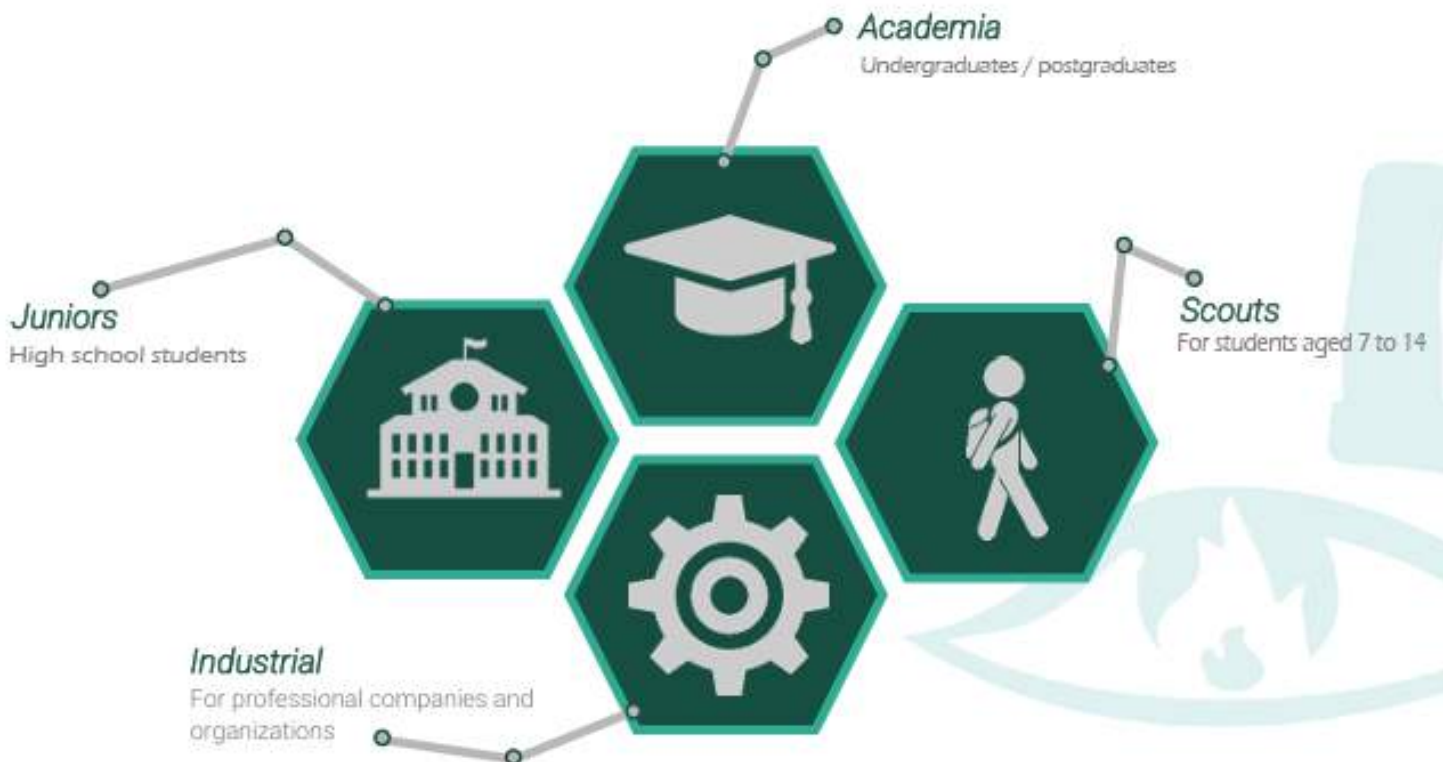 Academia
Undergraduates / postgraduates
Juniors
High school students
Scouts
For students aged 7 to 14
Industrial
For professional companies and
organizations